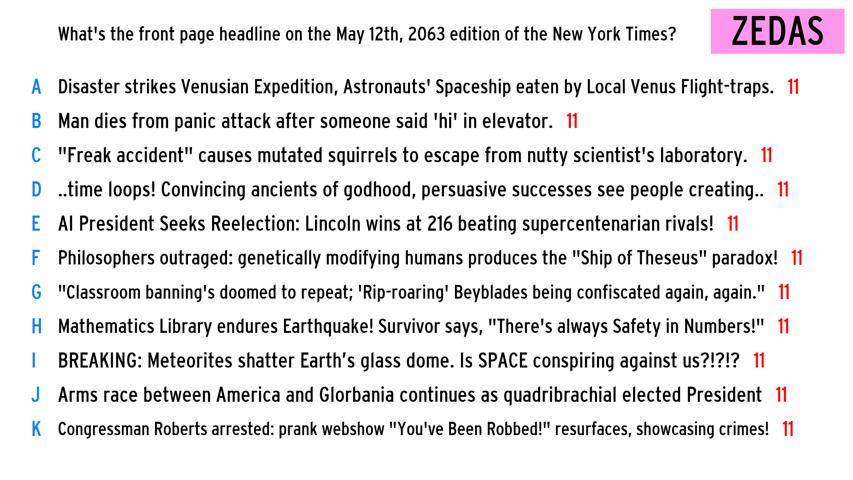 What's the front page headline on the May 12th, 2063 edition of the New York Times?
ZEDAS
A Disaster strikes Venusian Expedition, Astronauts' Spaceship eaten by Local Venus Flight-traps. 11
B Man dies from panic attack after someone said 'hi' in elevator. 11
C "Freak accident" causes mutated squirrels to escape from nutty scientist's laboratory. 11
D ..time loops! Convincing ancients of godhood, persuasive successes see people creating.. 11
E AI President Seeks Reelection: Lincoln wins at 216 beating supercentenarian rivals! 11
F Philosophers outraged: genetically modifying humans produces the "Ship of Theseus" paradox! 11
G "Classroom banning's doomed to repeat; 'Rip-roaring' Beyblades being confiscated again, again." 11
H Mathematics Library endures Earthquake! Survivor says, "There's always Safety in Numbers!" 11
I BREAKING: Meteorites shatter Earth’s glass dome. Is SPACE conspiring against us?!?!? 11
J Arms race between America and Glorbania continues as quadribrachial elected President 11
K Congressman Roberts arrested: prank webshow "You've Been Robbed!" resurfaces, showcasing crimes! 11